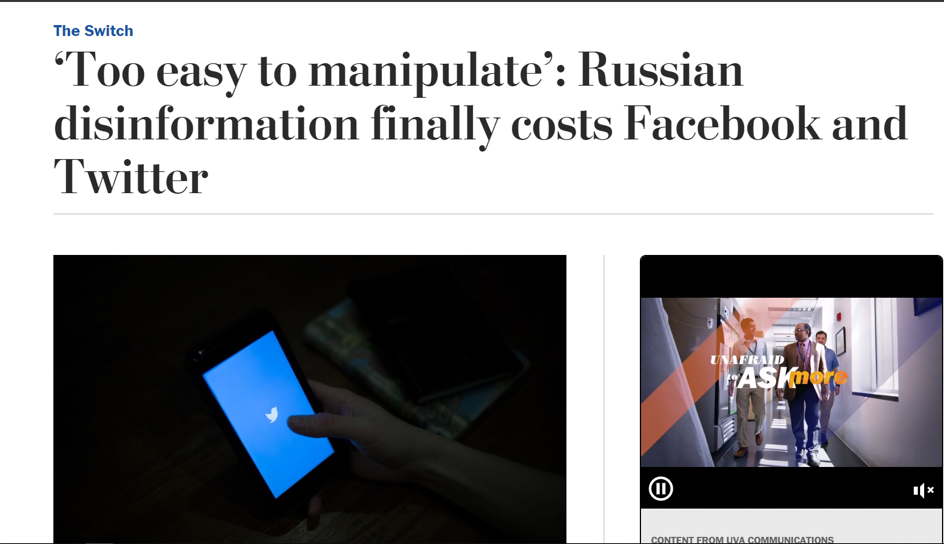 The Switch
‘Too easy to manipulate’: Russian
disinformation finally costs Facebook and
Twitter
UNAFRAID
to ASK more
CONTENT FROM UVA COMMUNICATIONS